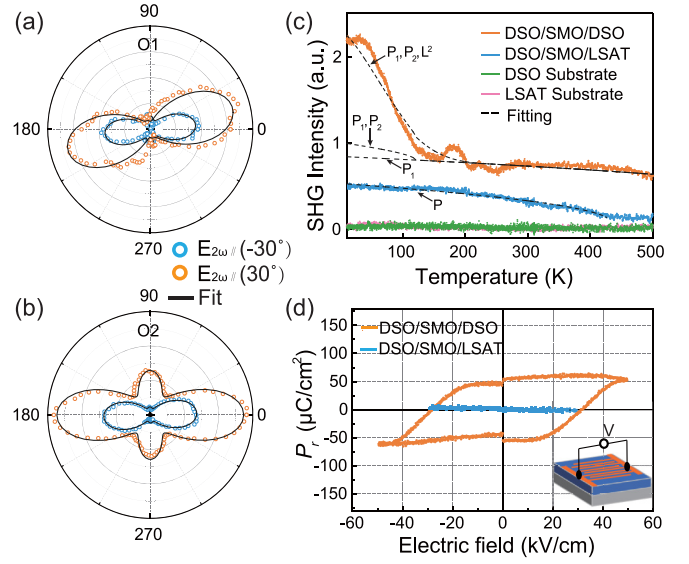 (a)
90
O1
180
0
270
E2ω // (-30°)
E2ω // (30°)
Fit
(b)
90
O2
180
0
270
(c)
SHG Intensity (a.u.)
2
1
0
P1, P2, L²
P1, P2
P1
P
DSO/SMO/DSO
DSO/SMO/LSAT
DSO Substrate
LSAT Substrate
Fitting
100 200 300 400 500
Temperature (K)
(d)
Pr (µC/cm²)
150
100
50
0
-50
-100
-150
DSO/SMO/DSO
DSO/SMO/LSAT
V
-60 -40 -20 0 20 40 60
Electric field (kV/cm)